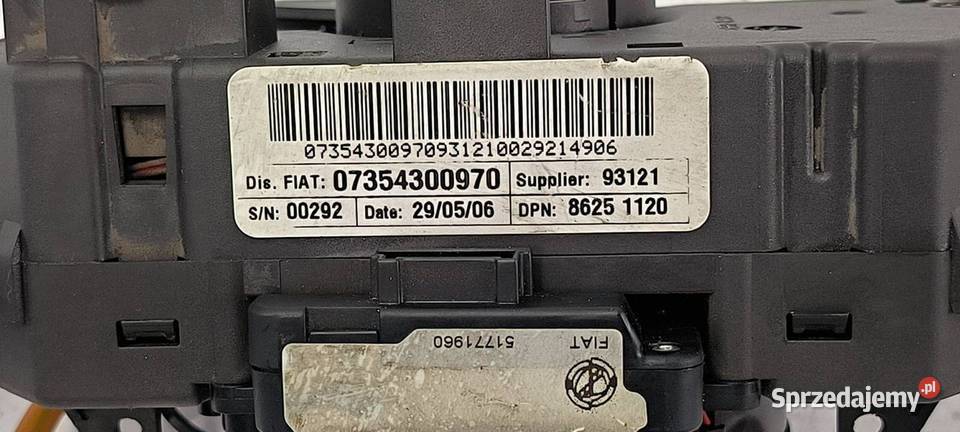 07354300970931210029214906
Dis. FIAT: 07354300970 Supplier: 93121
S/N: 00292 Date: 29/05/06 DPN: 8625 1120
FIAT 51771960
Sprzedajemy.pl